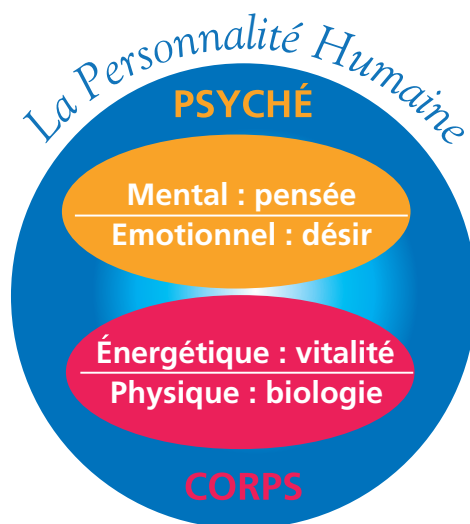 La Personnalité Humaine
PSYCHÉ
Mental : pensée
Emotionnel : désir
Énergétique : vitalité
Physique : biologie
CORPS